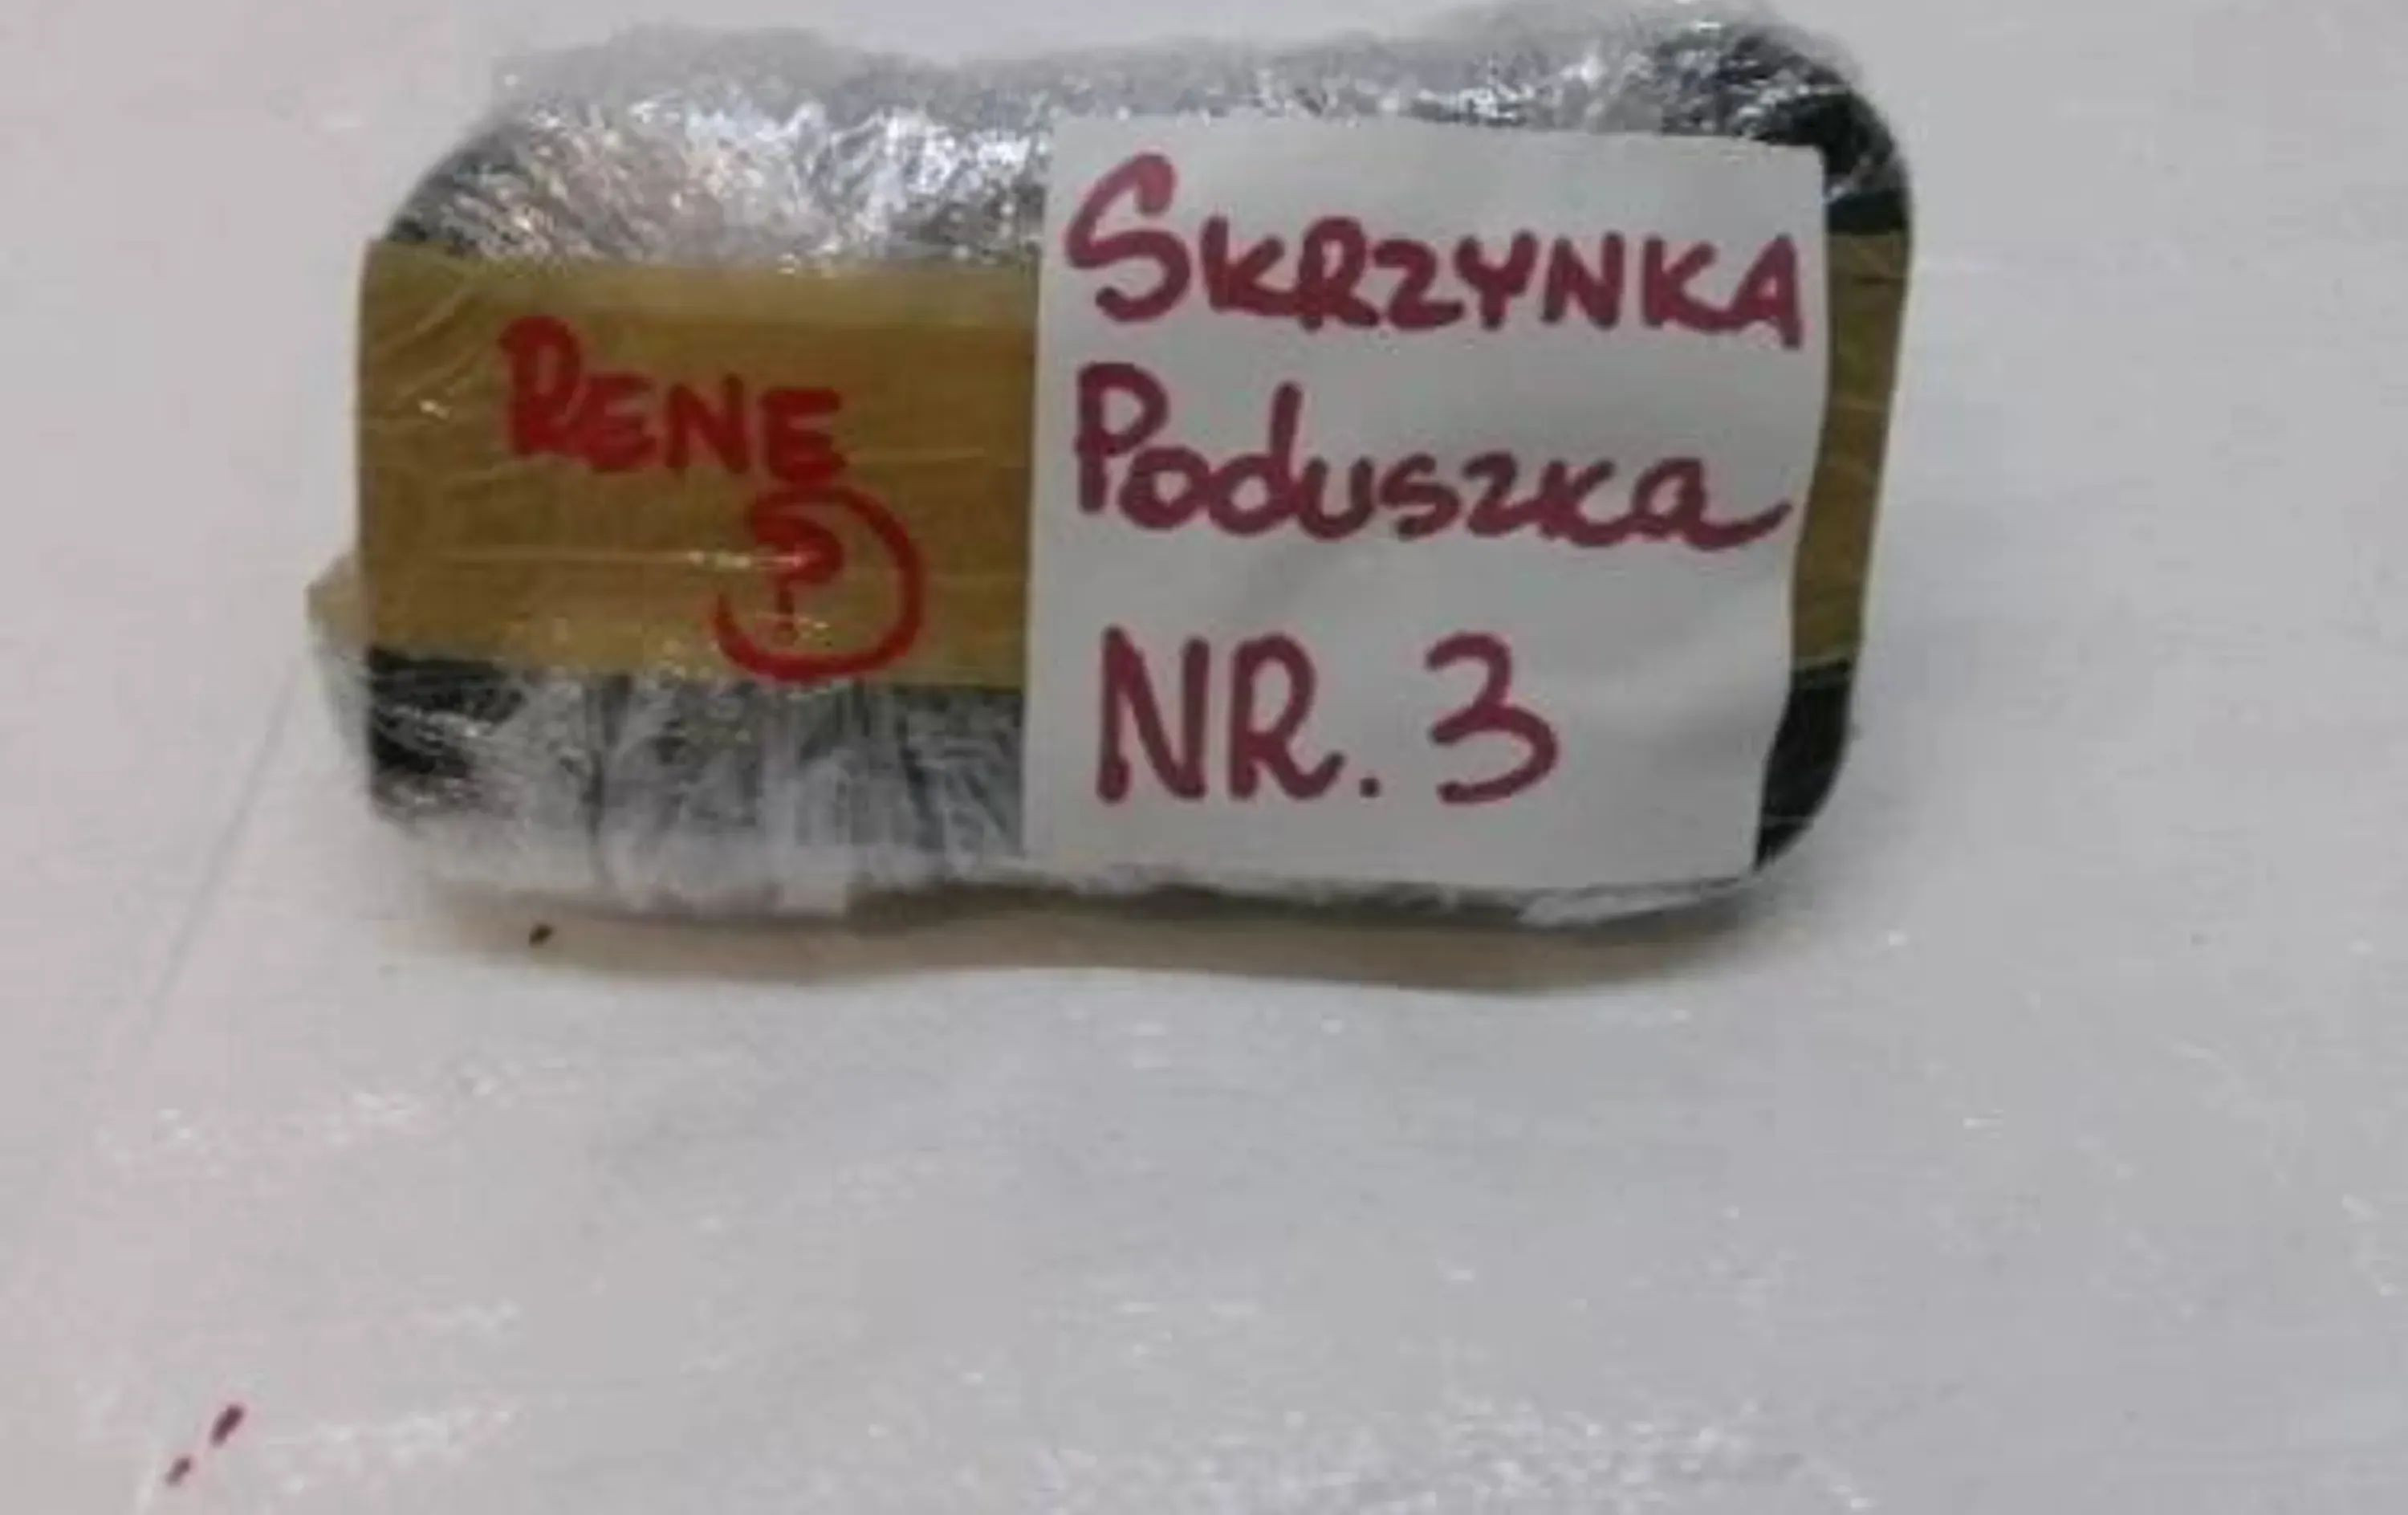 RENE
?
SKRZYNKA
Poduszka
NR. 3